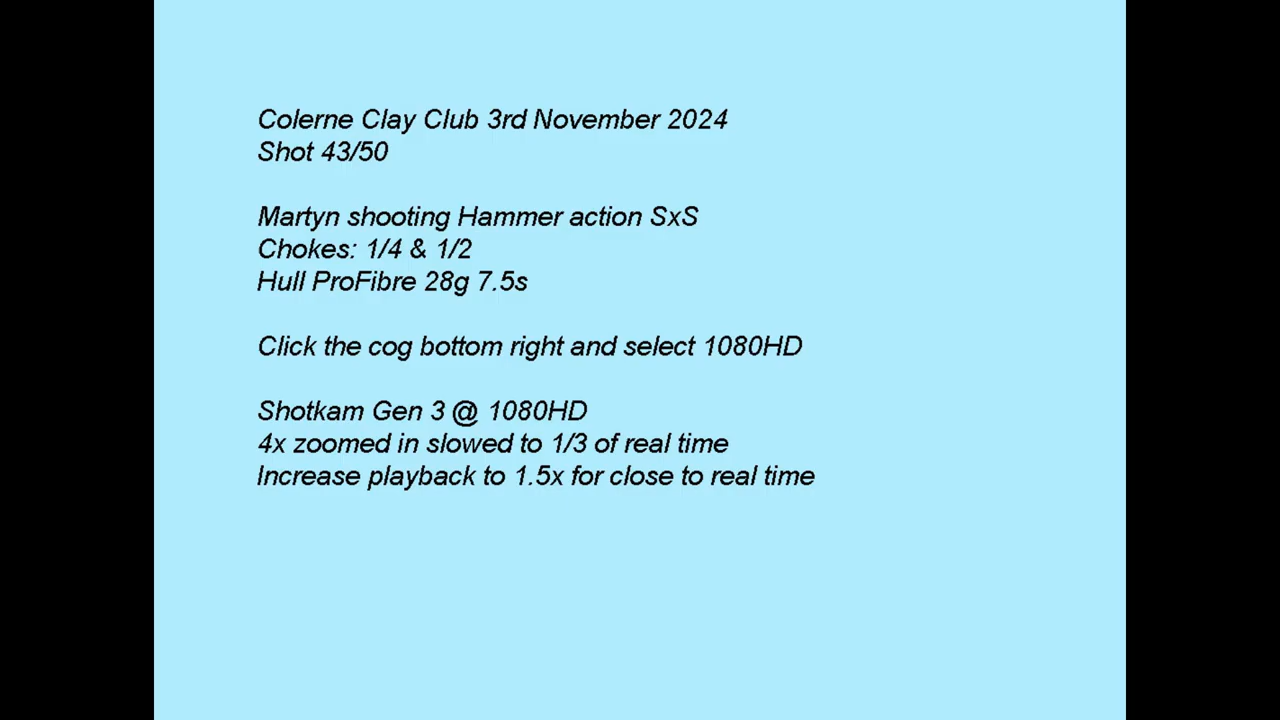 Colerne Clay Club 3rd November 2024
Shot 43/50
Martyn shooting Hammer action SxS
Chokes: 1/4 & 1/2
Hull ProFibre 28g 7.5s
Click the cog bottom right and select 1080HD
Shotkam Gen 3 @ 1080HD
4x zoomed in slowed to 1/3 of real time
Increase playback to 1.5x for close to real time